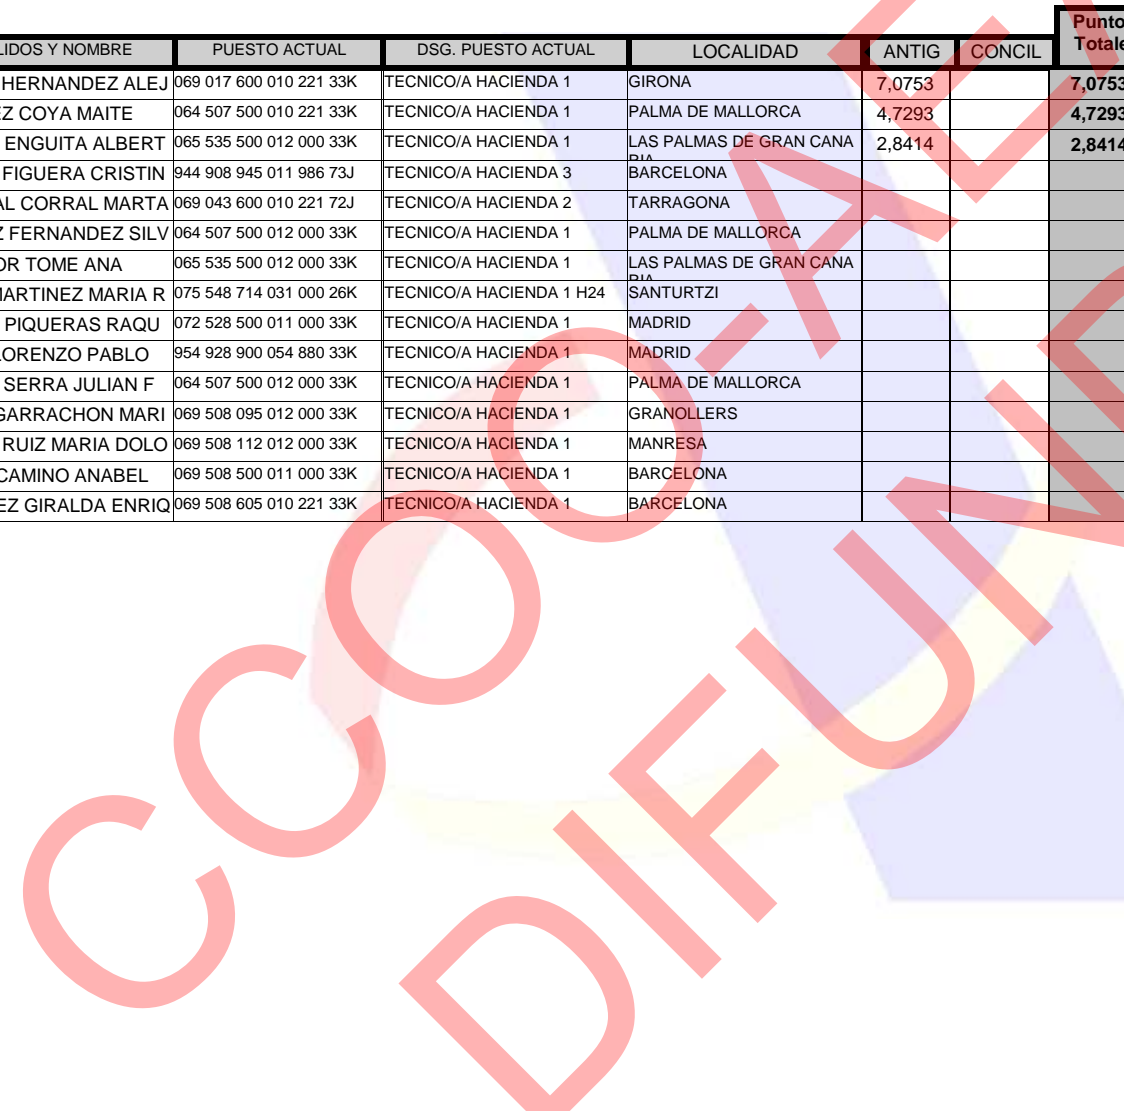 Punto
Totale
LIDOS Y NOMBRE PUESTO ACTUAL DSG. PUESTO ACTUAL LOCALIDAD ANTIG CONCIL
HERNANDEZ ALEJ 069 017 600 010 221 33K TECNICO/A HACIENDA 1 GIRONA 7,0753 7,0753
EZ COYA MAITE 064 507 500 010 221 33K TECNICO/A HACIENDA 1 PALMA DE MALLORCA 4,7293 4,7293
ENGUITA ALBERT 065 535 500 012 000 33K TECNICO/A HACIENDA 1 LAS PALMAS DE GRAN CANA 2,8414 2,8414
RIA
FIGUERA CRISTIN 944 908 945 011 986 73J TECNICO/A HACIENDA 3 BARCELONA
AL CORRAL MARTA 069 043 600 010 221 72J TECNICO/A HACIENDA 2 TARRAGONA
Z FERNANDEZ SILV 064 507 500 012 000 33K TECNICO/A HACIENDA 1 PALMA DE MALLORCA
OR TOME ANA 065 535 500 012 000 33K TECNICO/A HACIENDA 1 LAS PALMAS DE GRAN CANA
RIA
MARTINEZ MARIA R 075 548 714 031 000 26K TECNICO/A HACIENDA 1 H24 SANTURTZI
PIQUERAS RAQU 072 528 500 011 000 33K TECNICO/A HACIENDA 1 MADRID
LORENZO PABLO 954 928 900 054 880 33K TECNICO/A HACIENDA 1 MADRID
SERRA JULIAN F 064 507 500 012 000 33K TECNICO/A HACIENDA 1 PALMA DE MALLORCA
GARRACHON MARI 069 508 095 012 000 33K TECNICO/A HACIENDA 1 GRANOLLERS
RUIZ MARIA DOLO 069 508 112 012 000 33K TECNICO/A HACIENDA 1 MANRESA
CAMINO ANABEL 069 508 500 011 000 33K TECNICO/A HACIENDA 1 BARCELONA
EZ GIRALDA ENRIQ 069 508 605 010 221 33K TECNICO/A HACIENDA 1 BARCELONA
CCOO-AE
DIFUND